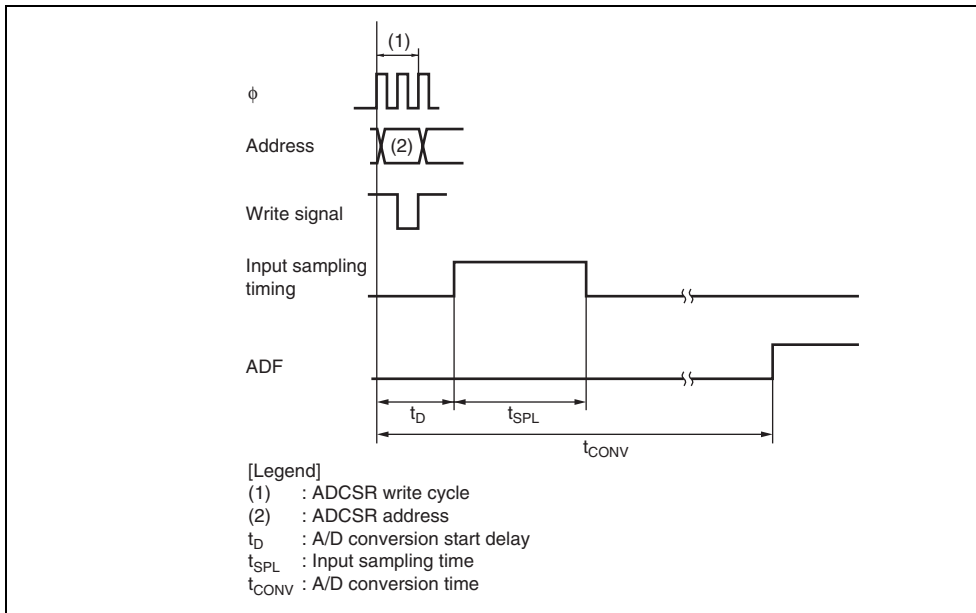 (1)
φ
Address
(2)
Write signal
Input sampling
timing
ADF
tD
tSPL
tCONV
[Legend]
(1) : ADCSR write cycle
(2) : ADCSR address
tD : A/D conversion start delay
tSPL : Input sampling time
tCONV : A/D conversion time